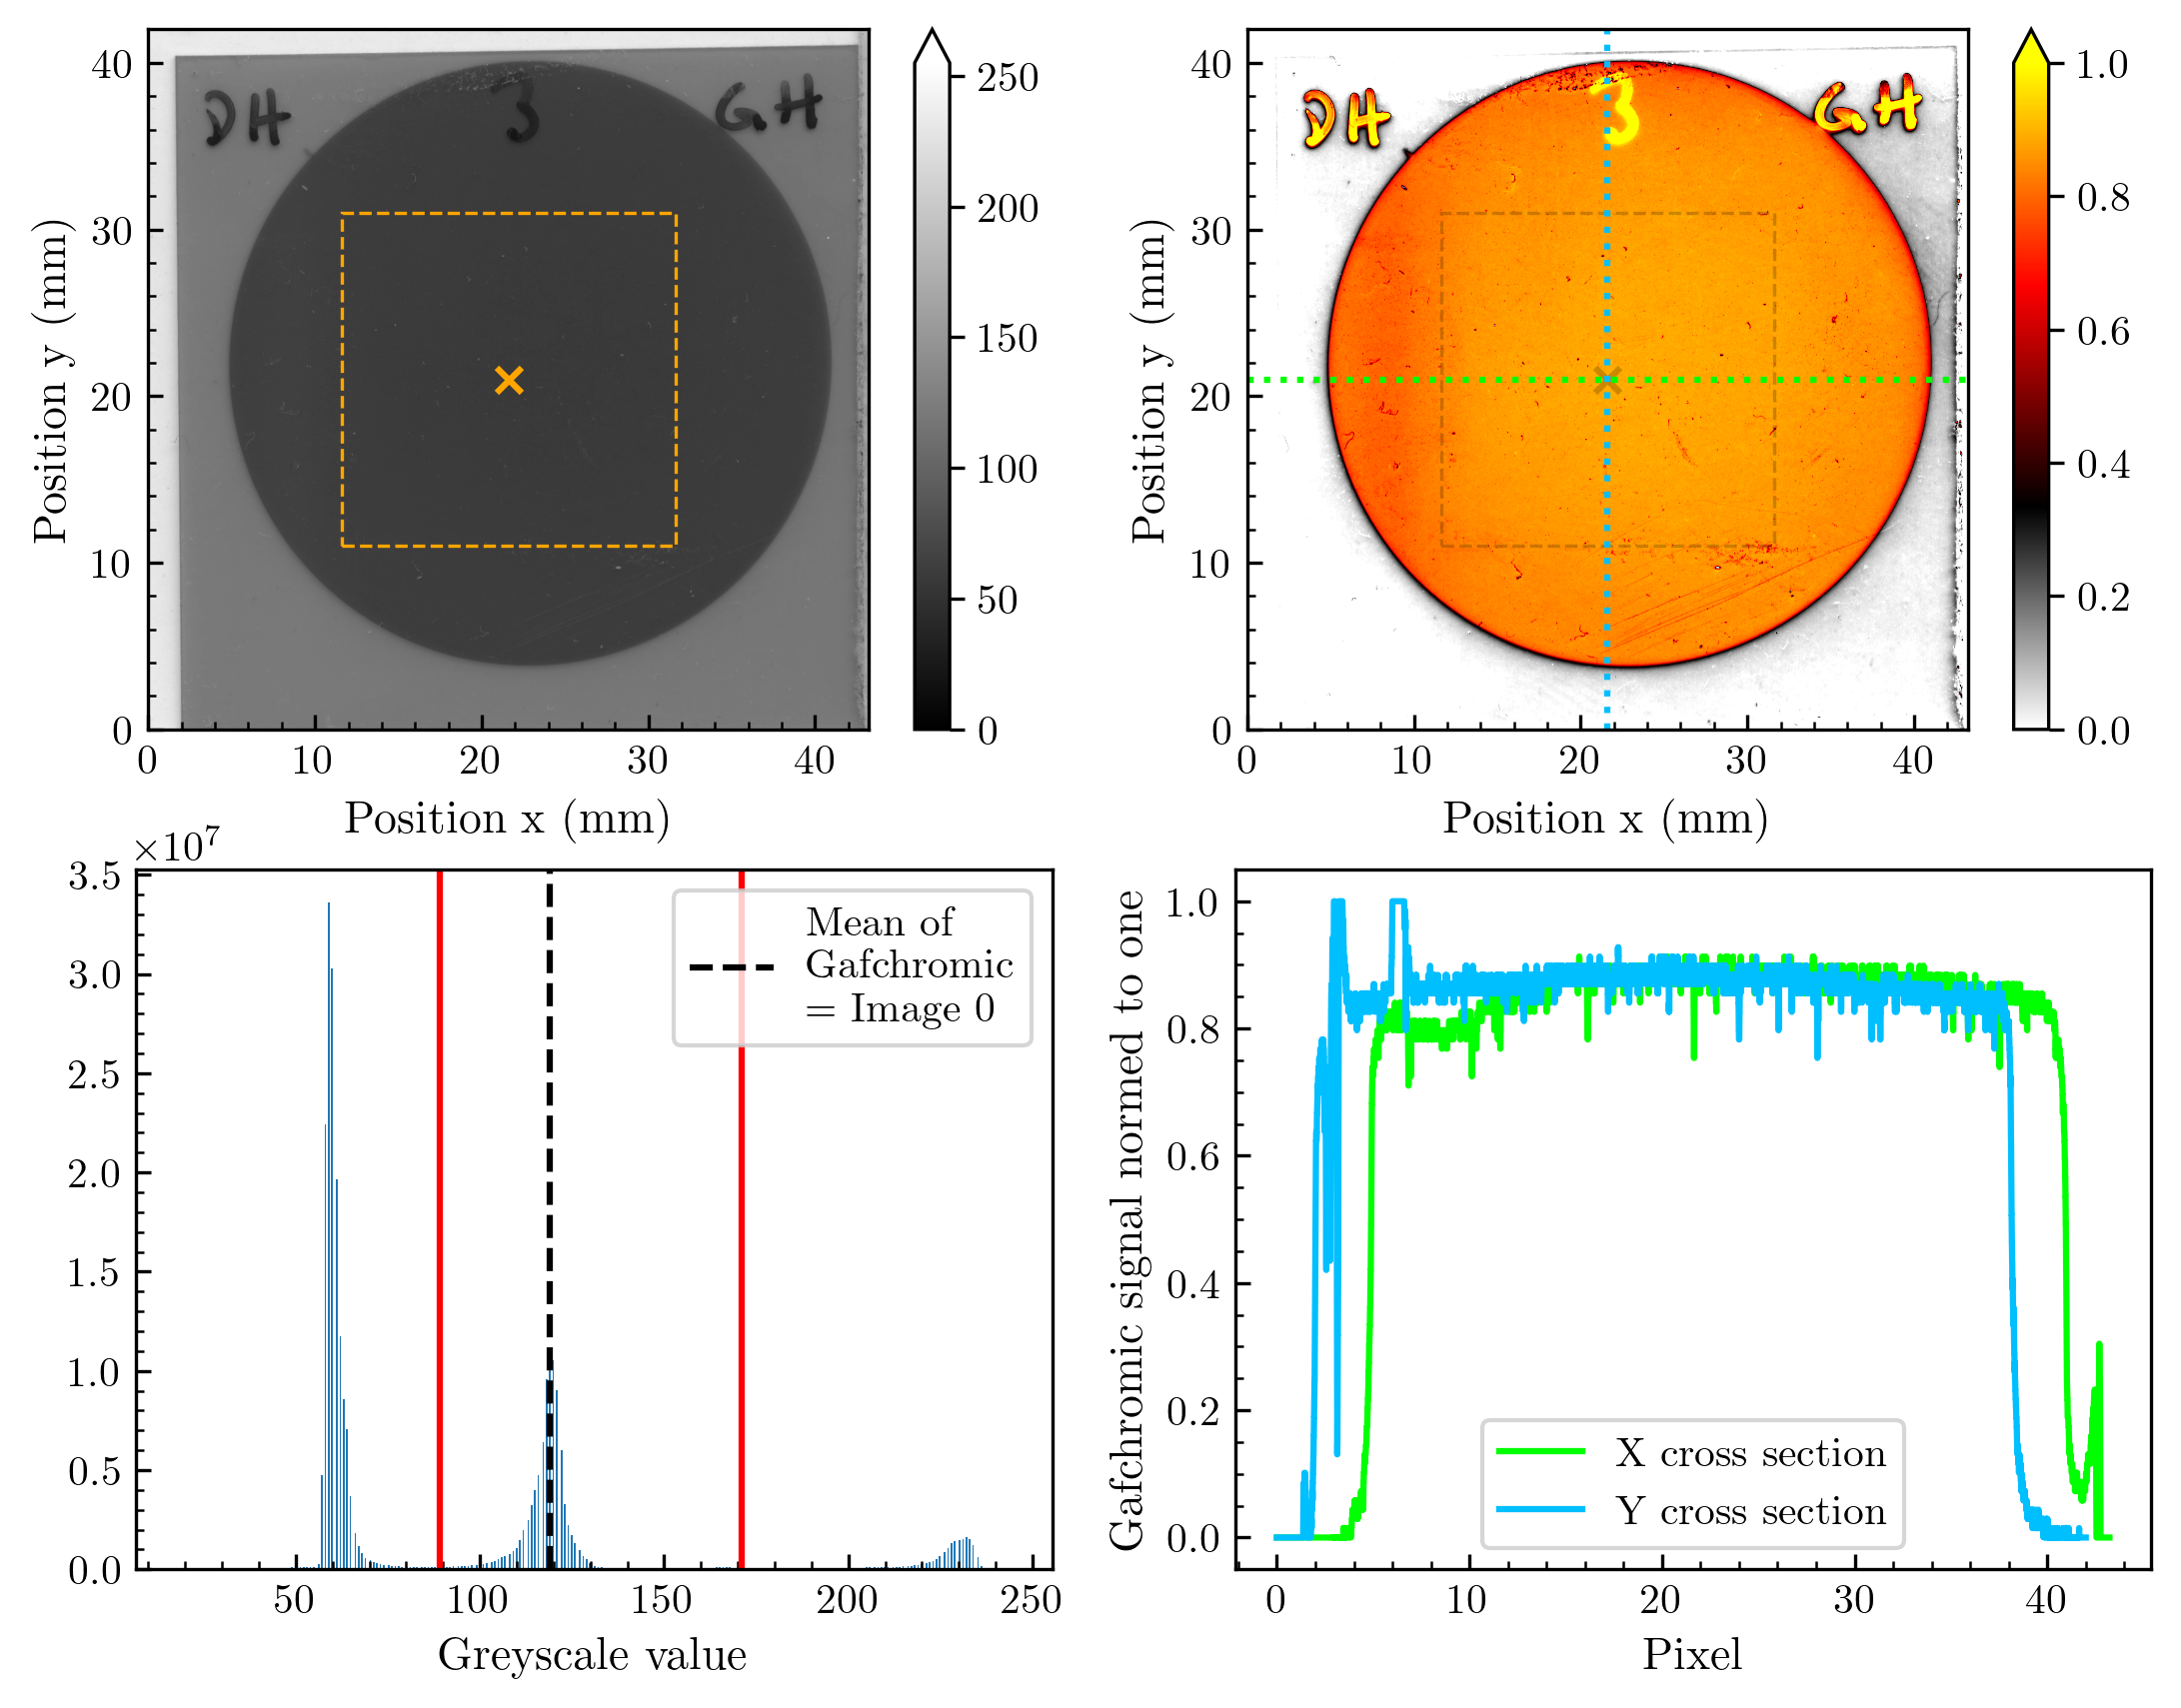 DH 3 G.H
40
30
20
10
0
0 10 20 30 40
Position y (mm)
Position x (mm)
250
200
150
100
50
0
DH 3 G.H
40
30
20
10
0
0 10 20 30 40
Position y (mm)
Position x (mm)
1.0
0.8
0.6
0.4
0.2
0.0
×10⁷
3.5
3.0
2.5
2.0
1.5
1.0
0.5
0.0
50 100 150 200 250
Greyscale value
Mean of
Gafchromic
= Image 0
Gafchromic signal normed to one
1.0
0.8
0.6
0.4
0.2
0.0
0 10 20 30 40
Pixel
X cross section
Y cross section